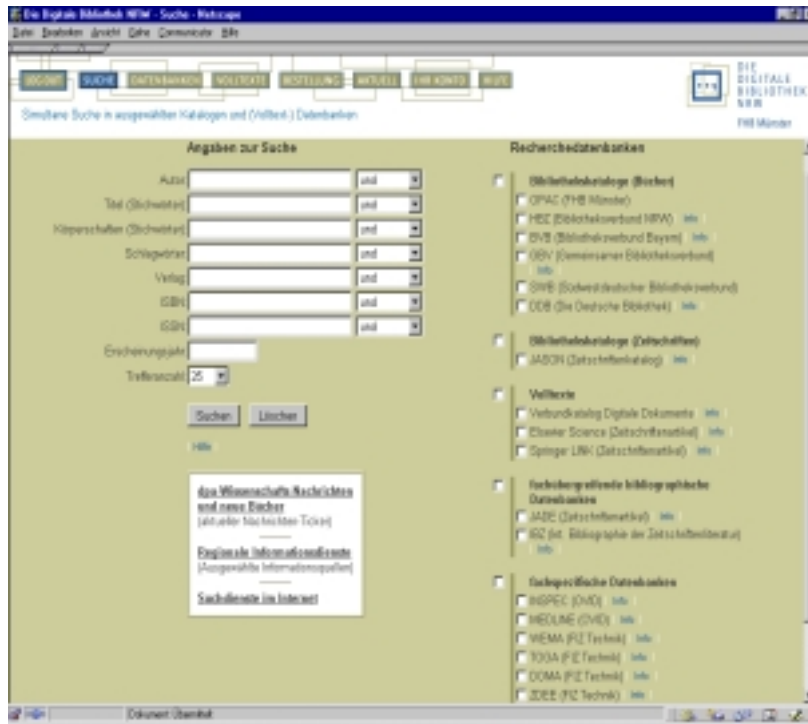 Die Digitale Bibliothek NRW - Suche - Netscape
Datei Bearbeiten Ansicht Gehe Communicator Hilfe
LOGOUT SUCHE DATENBANKEN VOLLTEXTE BESTELLUNG AKTUELL IHR KONTO HILFE
DIE
DIGITALE
BIBLIOTHEK
NRW
FHB Münster
Simultane Suche in ausgewählten Katalogen und (Volltext-) Datenbanken
Angaben zur Suche
Autor und
Titel (Stichwörter) und
Körperschaften (Stichwörter) und
Schlagwörter und
Verlag und
ISBN und
ISSN und
Erscheinungsjahr
Trefferanzahl 25
Suchen Löschen
Hilfe
dpa Wissenschafts-Nachrichten
und neue Bücher
(aktueller Nachrichten-Ticker)
Regionale Informationsdienste
(Ausgewählte Informationsquellen)
Suchdienste im Internet
Recherchedatenbanken
Bibliothekskataloge (Bücher)
OPAC (FHB Münster)
HBZ (Bibliotheksverbund NRW) Info
BVB (Bibliotheksverbund Bayern) Info
GBV (Gemeinsamer Bibliotheksverbund)
Info
SWB (Südwestdeutscher Bibliotheksverbund)
DDB (Die Deutsche Bibliothek) Info
Bibliothekskataloge (Zeitschriften)
JASON (Zeitschriftenkatalog) Info
Volltexte
Verbundkatalog Digitale Dokumente Info
Elsevier Science (Zeitschriftenartikel) Info
Springer LINK (Zeitschriftenartikel) Info
fachübergreifende bibliographische
Datenbanken
JADE (Zeitschriftenartikel) Info
IBZ (Int. Bibliographie der Zeitschriftenliteratur)
Info
fachspezifische Datenbanken
INSPEC (OVID) Info
MEDLINE (OVID) Info
WEMA (FIZ Technik) Info
TOGA (FIZ Technik) Info
DOMA (FIZ Technik) Info
ZDEE (FIZ Technik) Info
Dokument: Übermittelt